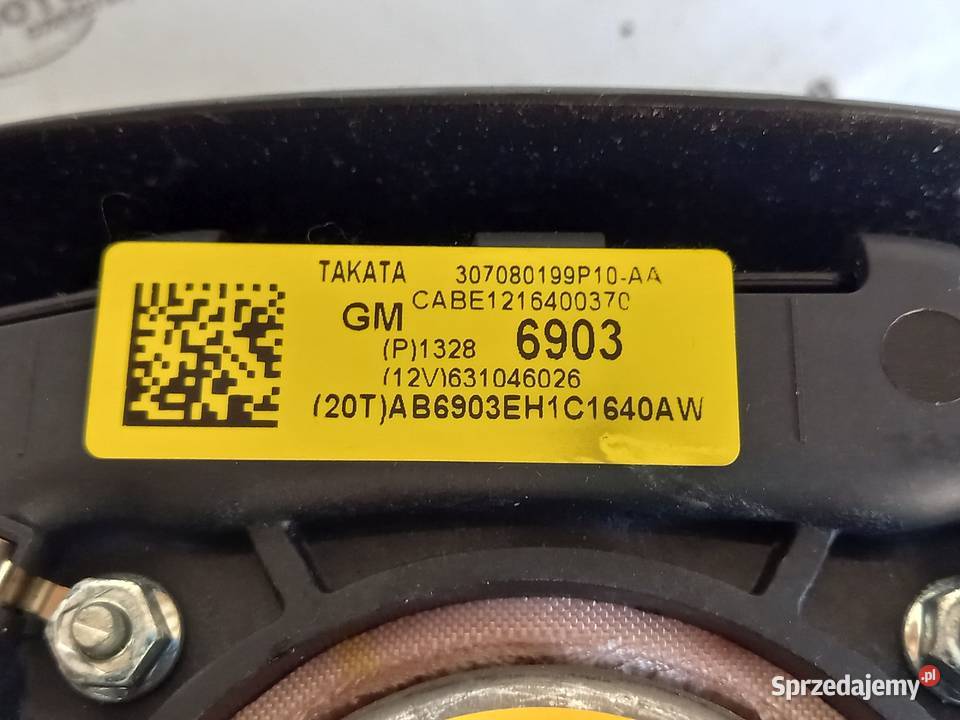 TAKATA 307080199P10-AA
GM CABE1216400370
(P)1328 6903
(12V)631046026
(20T)AB6903EH1C1640AW
Sprzedajemy.pl